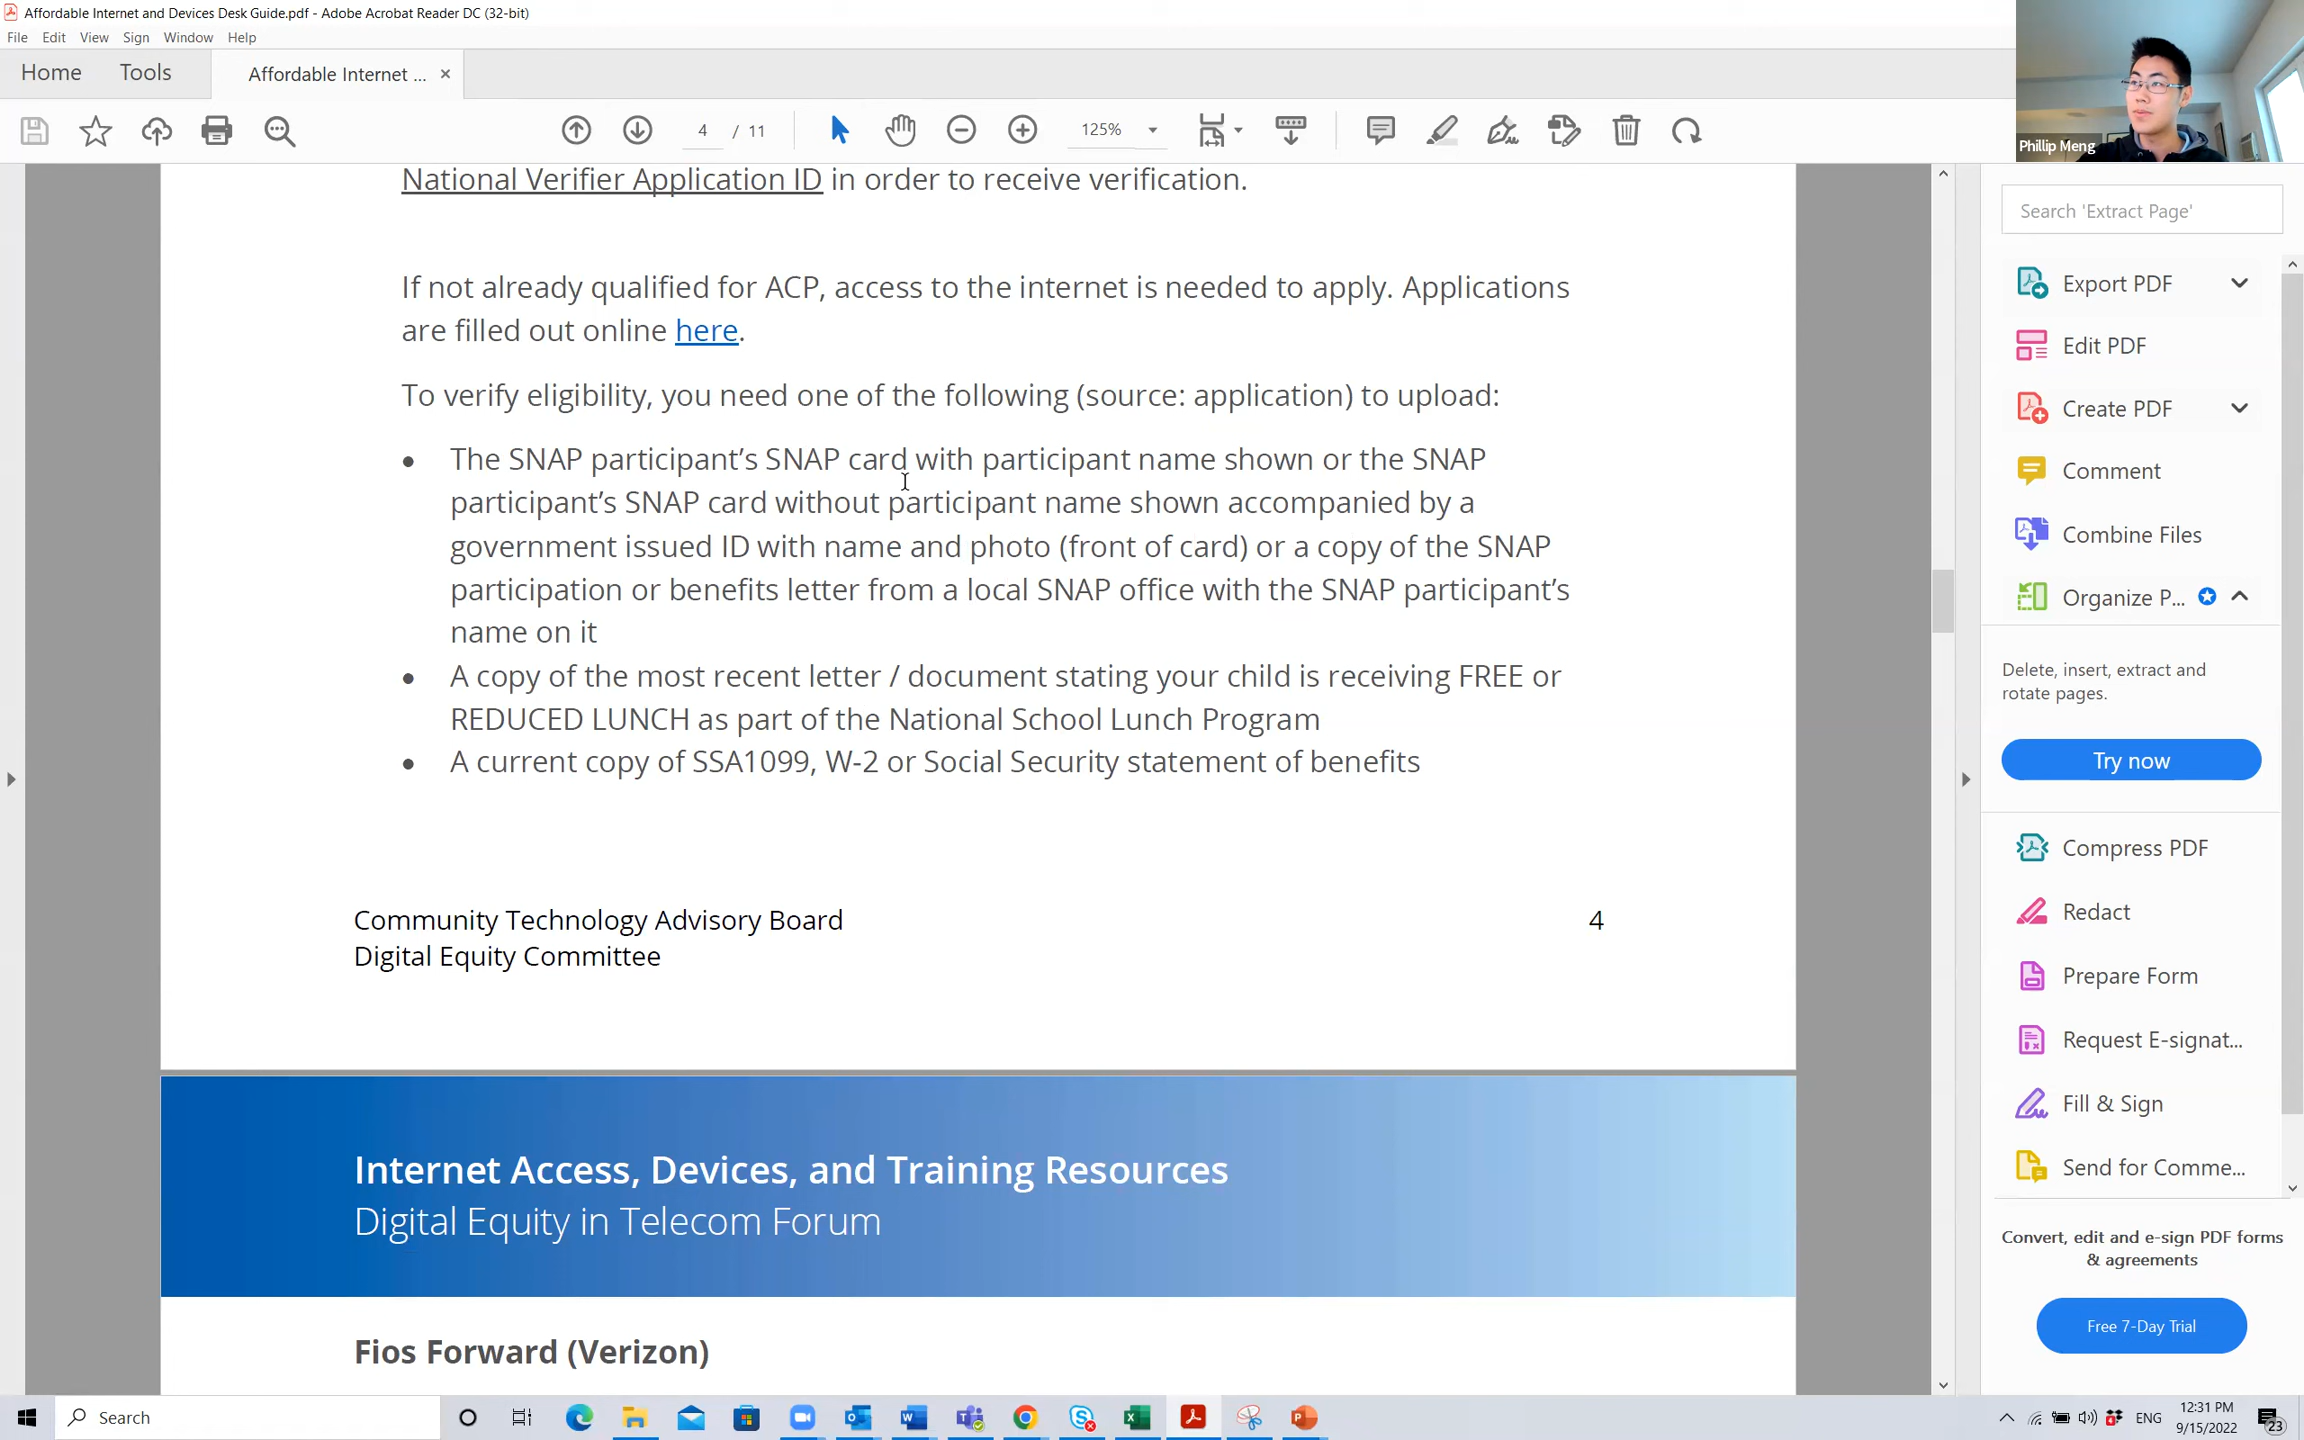 Affordable Internet and Devices Desk Guide.pdf - Adobe Acrobat Reader DC (32-bit)
File Edit View Sign Window Help
Home Tools Affordable Internet ... ×
4 / 11 125%
Phillip Meng
National Verifier Application ID in order to receive verification.
If not already qualified for ACP, access to the internet is needed to apply. Applications
are filled out online here.
To verify eligibility, you need one of the following (source: application) to upload:
• The SNAP participant’s SNAP card with participant name shown or the SNAP
participant’s SNAP card without participant name shown accompanied by a
government issued ID with name and photo (front of card) or a copy of the SNAP
participation or benefits letter from a local SNAP office with the SNAP participant’s
name on it
• A copy of the most recent letter / document stating your child is receiving FREE or
REDUCED LUNCH as part of the National School Lunch Program
• A current copy of SSA1099, W-2 or Social Security statement of benefits
Community Technology Advisory Board 4
Digital Equity Committee
Internet Access, Devices, and Training Resources
Digital Equity in Telecom Forum
Fios Forward (Verizon)
Search 'Extract Page'
Export PDF
Edit PDF
Create PDF
Comment
Combine Files
Organize P...
Delete, insert, extract and
rotate pages.
Try now
Compress PDF
Redact
Prepare Form
Request E-signat...
Fill & Sign
Send for Comme...
Convert, edit and e-sign PDF forms
& agreements
Free 7-Day Trial
Search
ENG
12:31 PM
9/15/2022
23